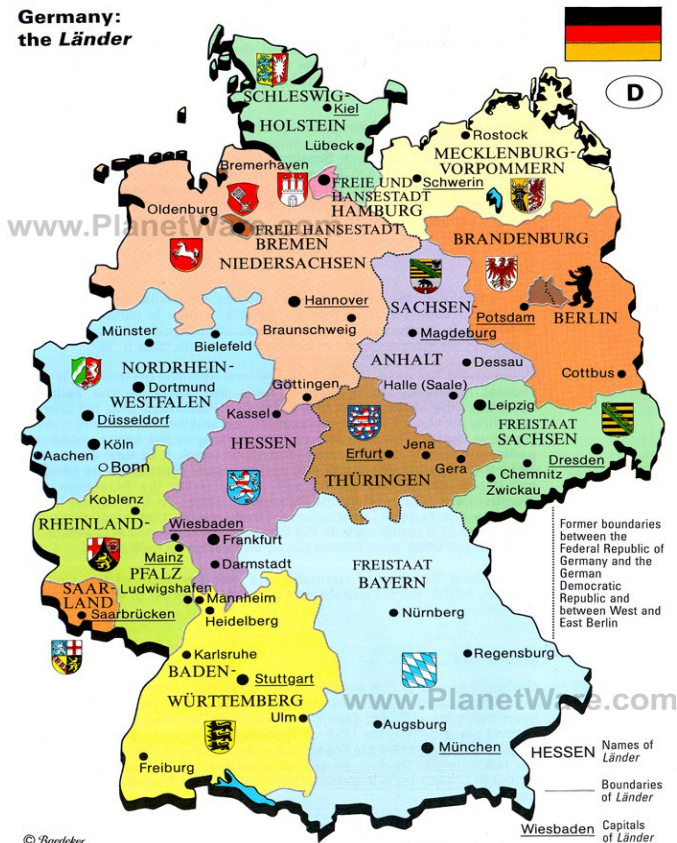 Germany:
the Länder
D
SCHLESWIG-
Kiel
HOLSTEIN
Lübeck
Rostock
MECKLENBURG-
VORPOMMERN
Schwerin
Bremerhaven
FREIE UND
HANSESTADT
HAMBURG
Oldenburg
www.PlanetWare.com
FREIE HANSESTADT
BREMEN
NIEDERSACHSEN
BRANDENBURG
Hannover
Braunschweig
SACHSEN-
Magdeburg
ANHALT
Dessau
Halle (Saale)
Potsdam
BERLIN
Cottbus
Münster
Bielefeld
NORDRHEIN-
Dortmund
WESTFALEN
Düsseldorf
Köln
Aachen
Bonn
Göttingen
Kassel
HESSEN
Leipzig
FREISTAAT
SACHSEN
Dresden
Chemnitz
Zwickau
Erfurt
Jena
Gera
THÜRINGEN
Koblenz
RHEINLAND-
Wiesbaden
Frankfurt
Mainz
Darmstadt
PFALZ
Ludwigshafen
Mannheim
Heidelberg
SAAR-
LAND
Saarbrücken
FREISTAAT
BAYERN
Nürnberg
Regensburg
Former boundaries
between the
Federal Republic of
Germany and the
German
Democratic
Republic and
between West and
East Berlin
Karlsruhe
BADEN-
Stuttgart
WÜRTTEMBERG
Ulm
www.PlanetWare.com
Augsburg
München
Freiburg
HESSEN
Names of
Länder
Boundaries
of Länder
Wiesbaden
Capitals
of Länder
© Baedeker